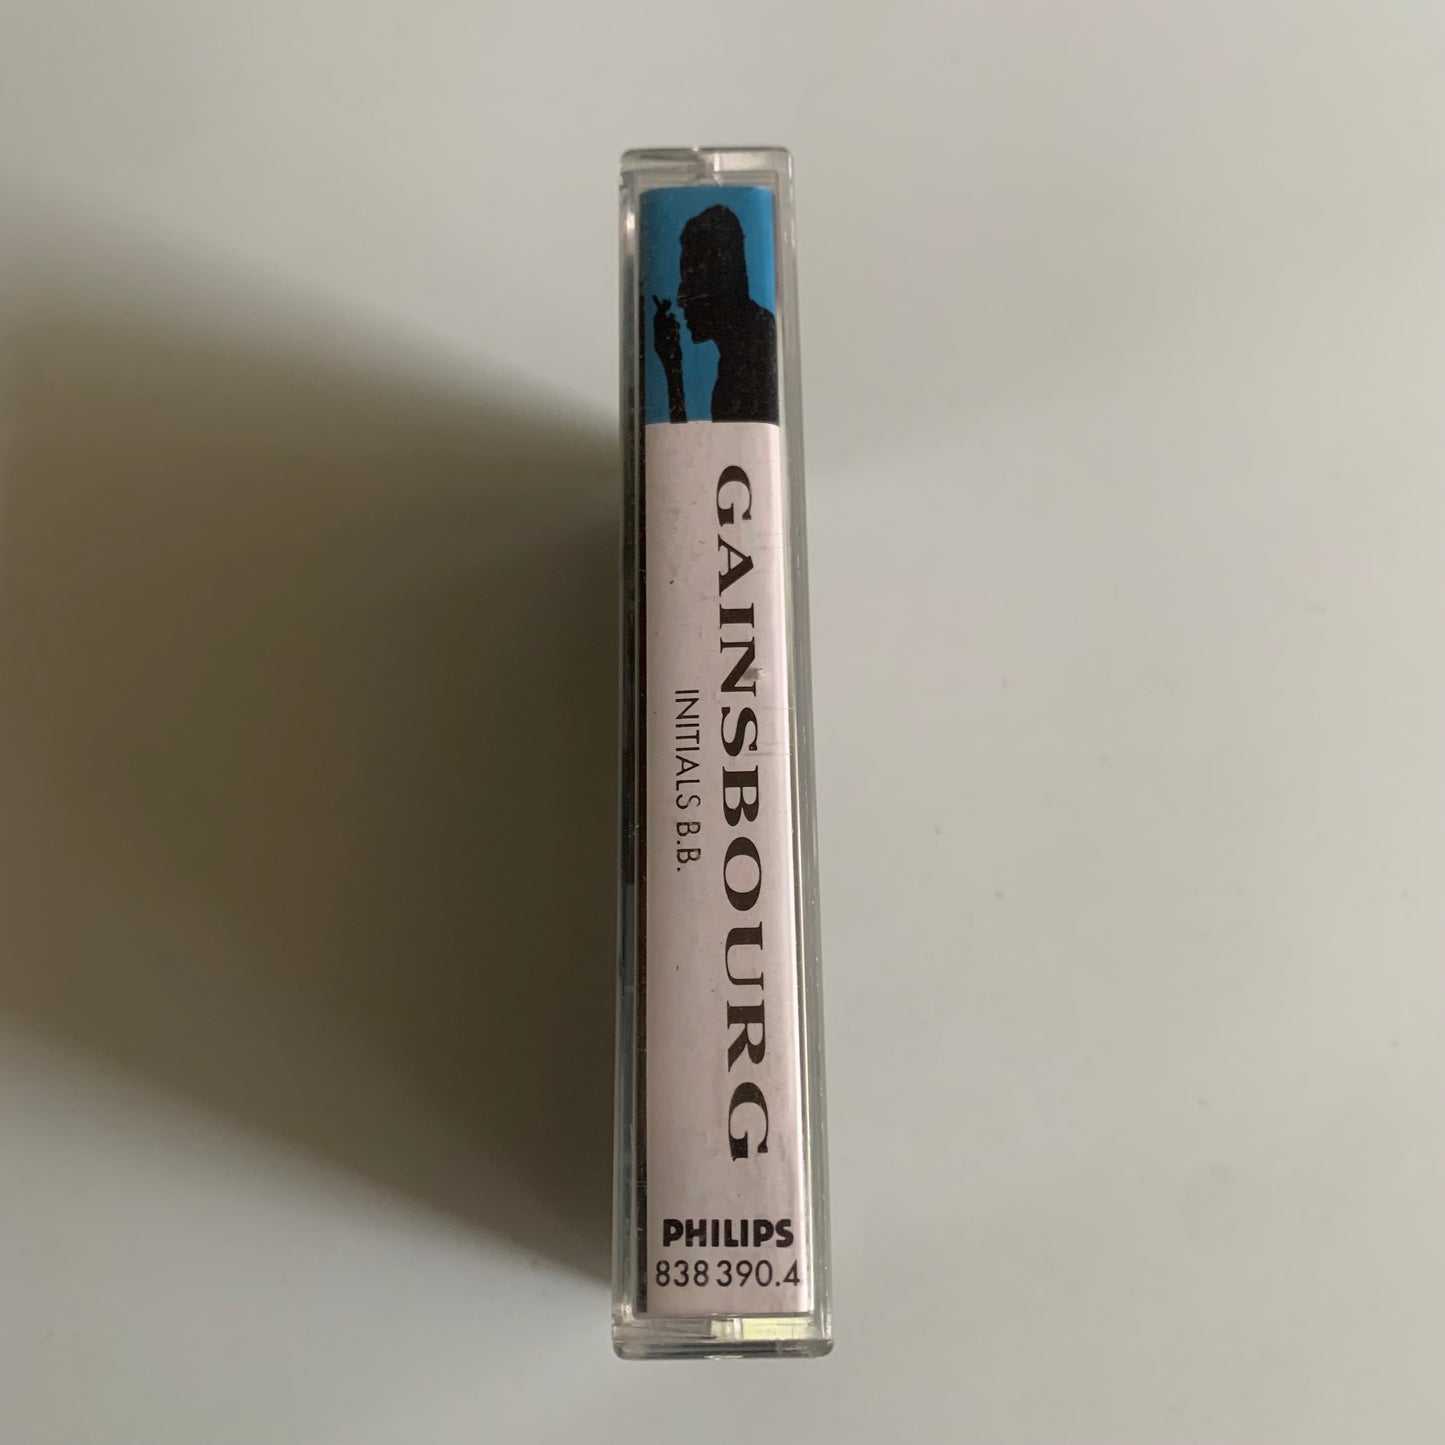 GAINSBOURG
INITIALS B.B.
PHILIPS
838 390.4